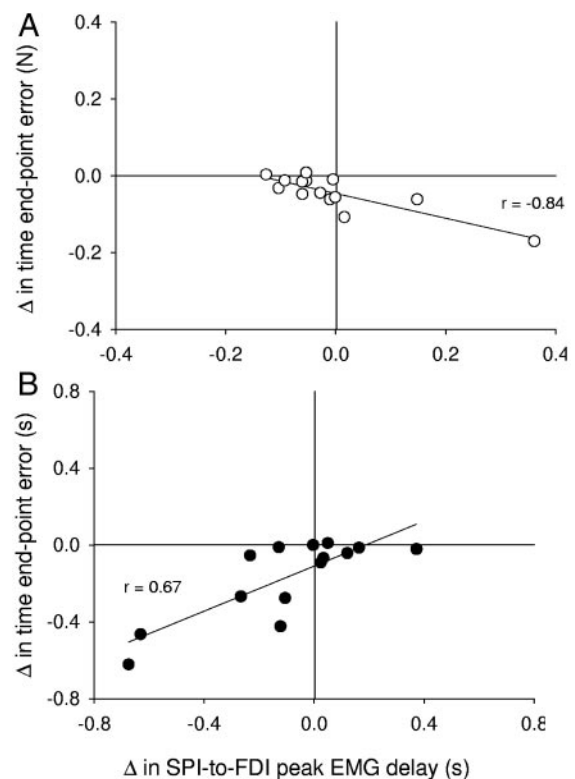 A
Δ in time end-point error (N)
0.4
0.2
0.0
-0.2
-0.4
r = -0.84
-0.4 -0.2 0.0 0.2 0.4
B
Δ in time end-point error (s)
0.8
0.4
0.0
-0.4
-0.8
r = 0.67
-0.8 -0.4 0.0 0.4 0.8
Δ in SPI-to-FDI peak EMG delay (s)